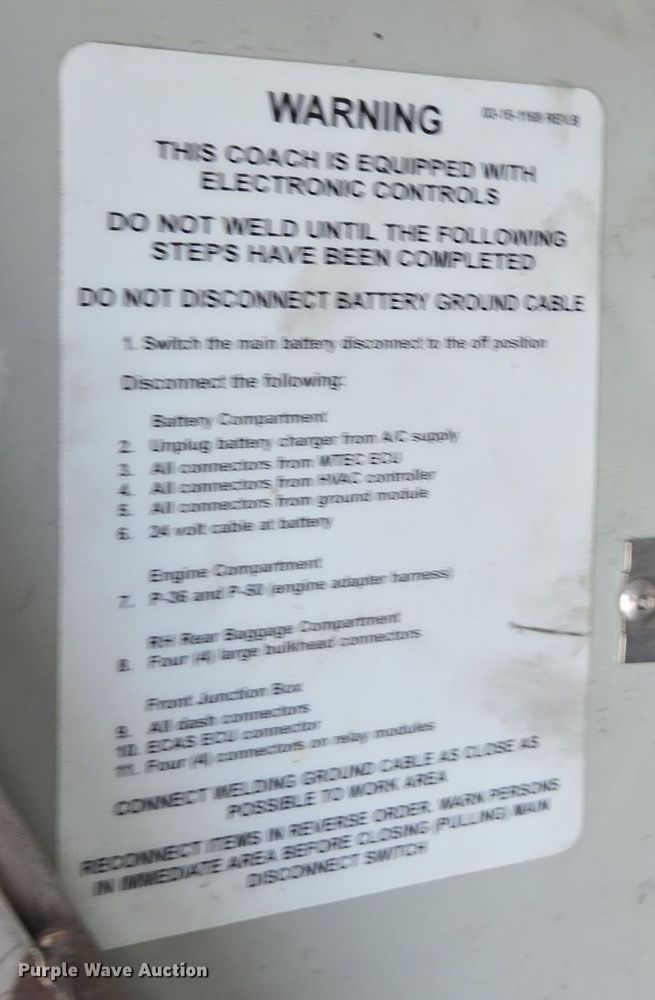 WARNING
THIS COACH IS EQUIPPED WITH
ELECTRONIC CONTROLS
DO NOT WELD UNTIL THE FOLLOWING
STEPS HAVE BEEN COMPLETED
DO NOT DISCONNECT BATTERY GROUND CABLE
1. Switch the main battery disconnect to the off position
Disconnect the following:
Battery Compartment
2. Unplug battery charger from A/C supply
3. All connectors from MTEC ECU
4. All connectors from HVAC controller
5. All connectors from ground module
6. 24 volt cable at battery
Engine Compartment
7. P-36 and (engine adapter harness)
RH Rear Baggage Compartment
8. Four (4) large bulkhead connectors
Front Junction Box
9. All dash connectors
10. ECAS ECU connector
11. Four (4) connectors on relay modules
CONNECT WELDING GROUND CABLE AS CLOSE AS
POSSIBLE TO WORK AREA
RECONNECT ITEMS IN REVERSE ORDER. WARN PERSONS
IN IMMEDIATE AREA BEFORE CLOSING (PULLING) MAIN
DISCONNECT SWITCH
Purple Wave Auction